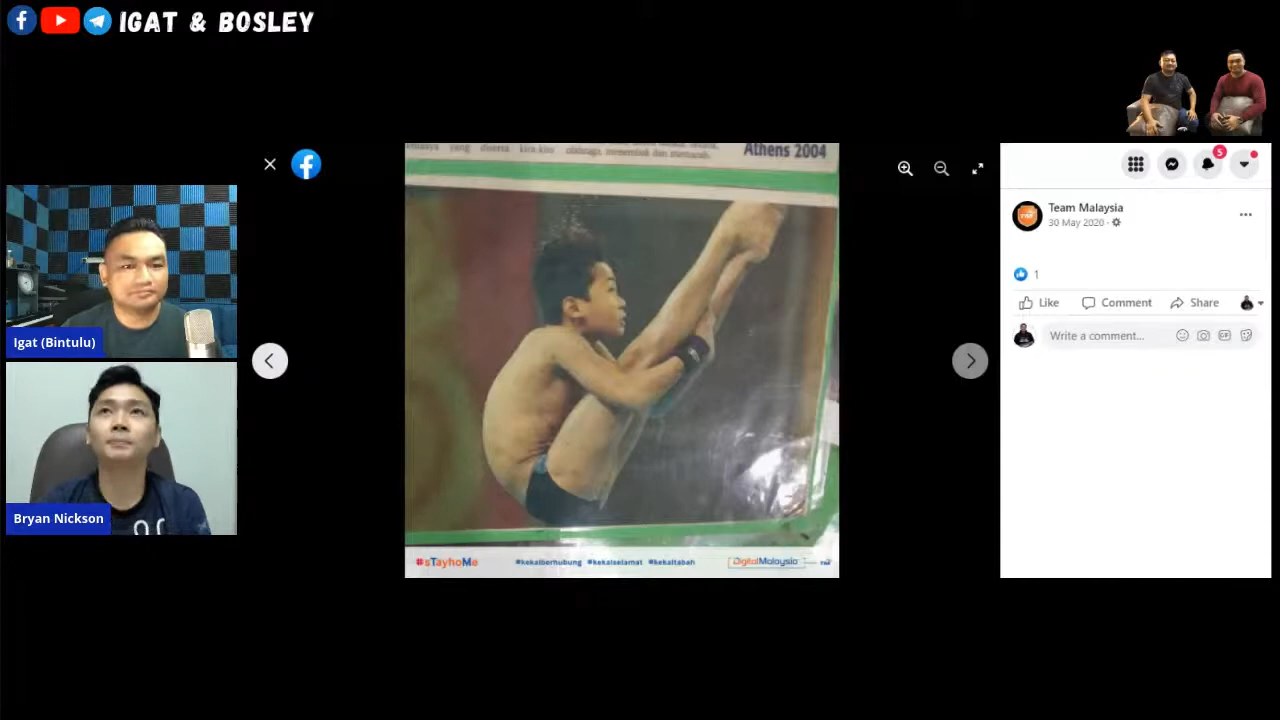 IGAT & BOSLEY
Athens 2004
Team Malaysia
30 May 2020
1
Like
Comment
Share
Write a comment...
5
GIF
Igat (Bintulu)
Bryan Nickson
#sTayhoMe
#kekalberhubung #kekalselamat #kekaltabah
DigitalMalaysia